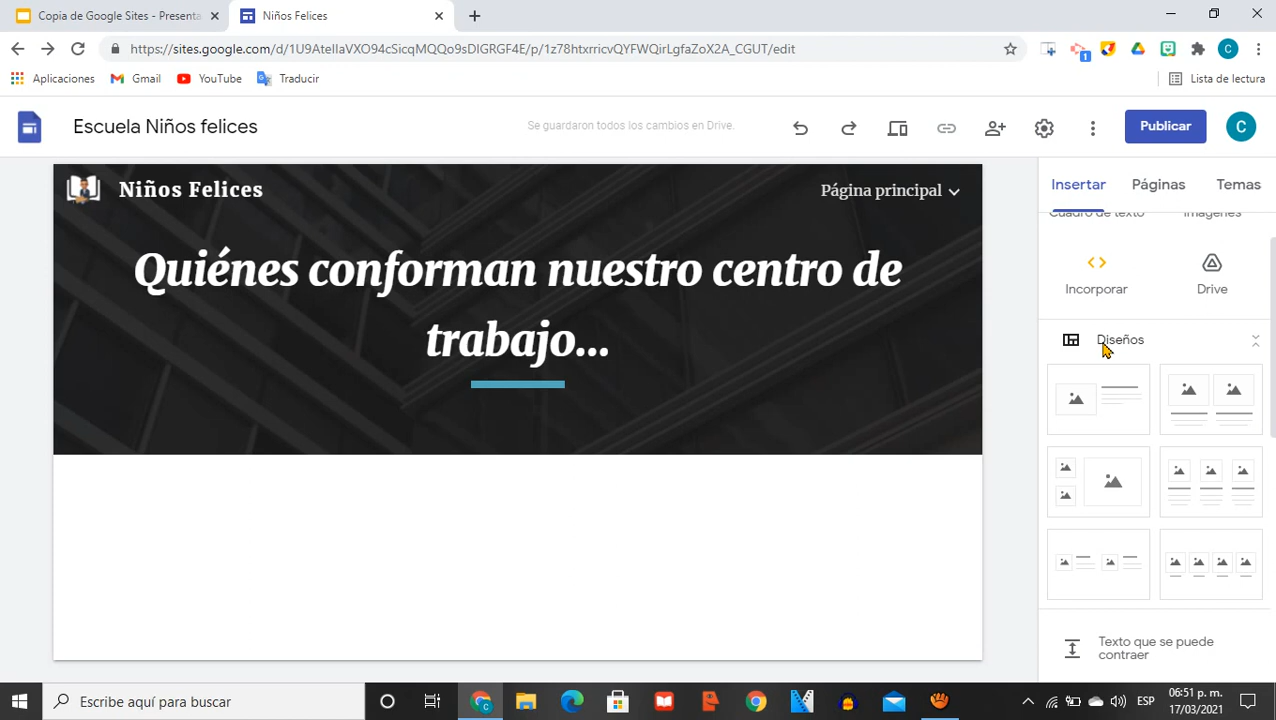 Copia de Google Sites - Presenta
Niños Felices
https://sites.google.com/d/1U9AteIIaVXO94cSicqMQQo9sDIGRGF4E/p/1z78htxrricvQYFWQirLgfaZoX2A_CGUT/edit
1
C
Aplicaciones
Gmail
YouTube
Traducir
Lista de lectura
Escuela Niños felices
Se guardaron todos los cambios en Drive.
Publicar
C
Niños Felices
Página principal
Quiénes conforman nuestro centro de
trabajo...
Insertar
Páginas
Temas
Cuadro de texto
Imágenes
Incorporar
Drive
Diseños
Texto que se puede
contraer
Escribe aquí para buscar
ESP
06:51 p. m.
17/03/2021